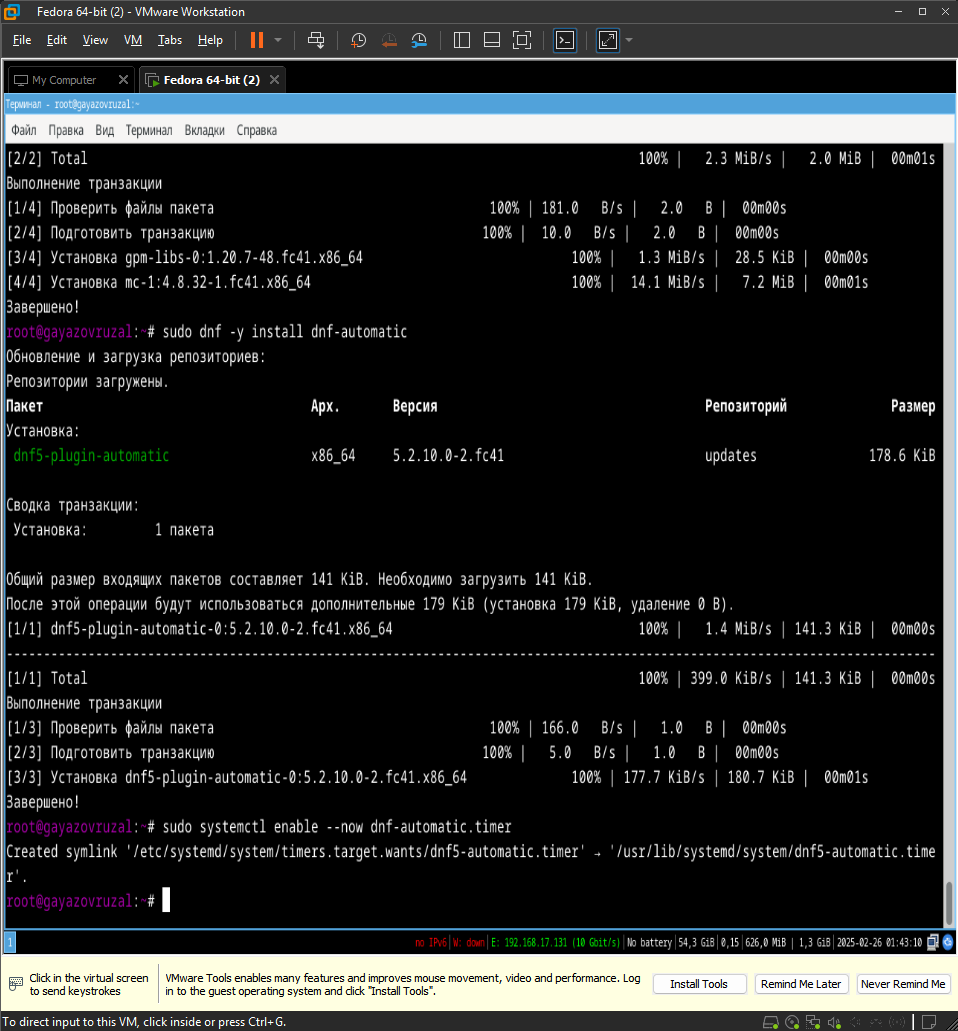 Fedora 64-bit (2) - VMware Workstation
File Edit View VM Tabs Help
My Computer Fedora 64-bit (2)
Терминал - root@gayazovruzal:~
Файл Правка Вид Терминал Вкладки Справка
[2/2] Total 100% | 2.3 MiB/s | 2.0 MiB | 00m01s
Выполнение транзакции
[1/4] Проверить файлы пакета 100% | 181.0 B/s | 2.0 B | 00m00s
[2/4] Подготовить транзакцию 100% | 10.0 B/s | 2.0 B | 00m00s
[3/4] Установка gpm-libs-0:1.20.7-48.fc41.x86_64 100% | 1.3 MiB/s | 28.5 KiB | 00m00s
[4/4] Установка mc-1:4.8.32-1.fc41.x86_64 100% | 14.1 MiB/s | 7.2 MiB | 00m00s
Завершено!
root@gayazovruzal:~# sudo dnf -y install dnf-automatic
Обновление и загрузка репозиториев:
Репозитории загружены.
Пакет Арх. Версия Репозиторий Размер
Установка:
dnf5-plugin-automatic x86_64 5.2.10.0-2.fc41 updates 178.6 KiB
Сводка транзакции:
Установка: 1 пакета
Общий размер входящих пакетов составляет 141 KiB. Необходимо загрузить 141 KiB.
После этой операции будут использоваться дополнительные 179 KiB (установка 179 KiB, удаление 0 B).
[1/1] dnf5-plugin-automatic-0:5.2.10.0-2.fc41.x86_64 100% | 1.4 MiB/s | 141.3 KiB | 00m00s
--------------------------------------------------------------------------------
[1/1] Total 100% | 399.0 KiB/s | 141.3 KiB | 00m00s
Выполнение транзакции
[1/3] Проверить файлы пакета 100% | 166.0 B/s | 1.0 B | 00m00s
[2/3] Подготовить транзакцию 100% | 5.0 B/s | 1.0 B | 00m00s
[3/3] Установка dnf5-plugin-automatic-0:5.2.10.0-2.fc41.x86_64 100% | 177.7 KiB/s | 180.7 KiB | 00m01s
Завершено!
root@gayazovruzal:~# sudo systemctl enable --now dnf-automatic.timer
Created symlink '/etc/systemd/system/timers.target.wants/dnf5-automatic.timer' → '/usr/lib/systemd/system/dnf5-automatic.time
r'.
root@gayazovruzal:~#
1 no IPv6|W: down|E: 192.168.17.131 (10 Gbit/s)|No battery|54,3 GiB|0,15|626,0 MiB | 1,3 GiB|2025-02-26 01:43:10
Click in the virtual screen
to send keystrokes
VMware Tools enables many features and improves mouse movement, video and performance. Log
in to the guest operating system and click "Install Tools".
Install Tools Remind Me Later Never Remind Me
To direct input to this VM, click inside or press Ctrl+G.